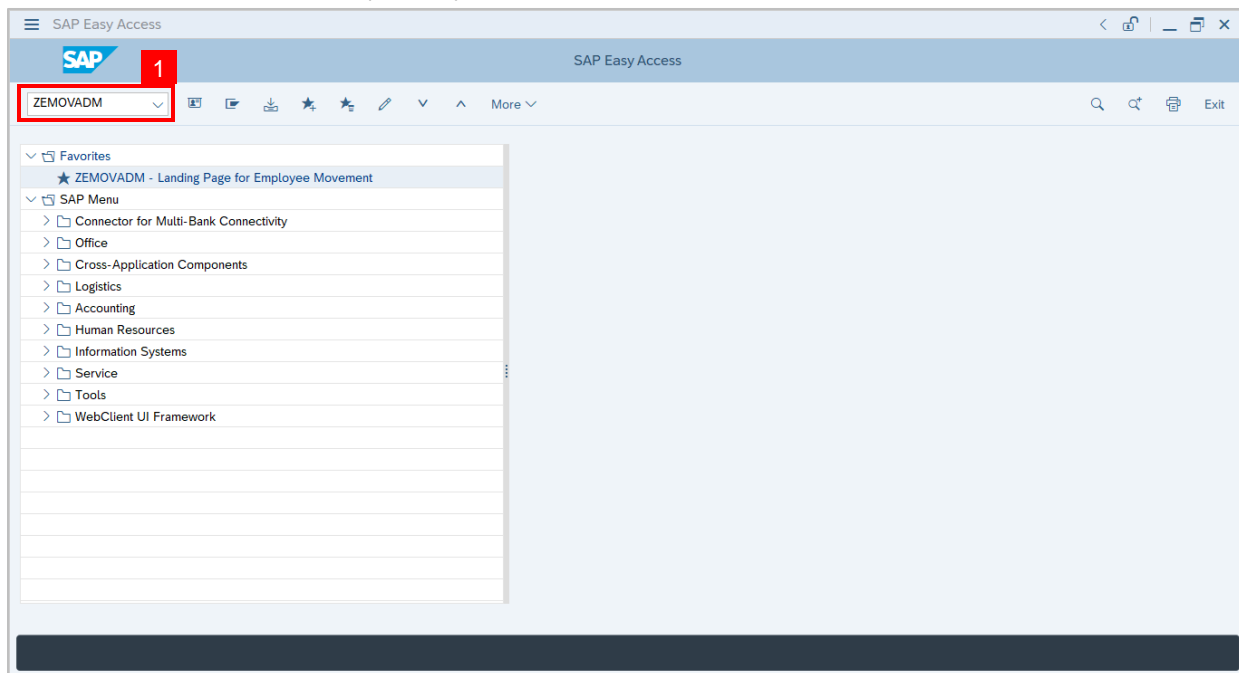 SAP Easy Access
SAP
1
SAP Easy Access
ZEMOVADM
More
Exit
Favorites
ZEMOVADM - Landing Page for Employee Movement
SAP Menu
Connector for Multi-Bank Connectivity
Office
Cross-Application Components
Logistics
Accounting
Human Resources
Information Systems
Service
Tools
WebClient UI Framework